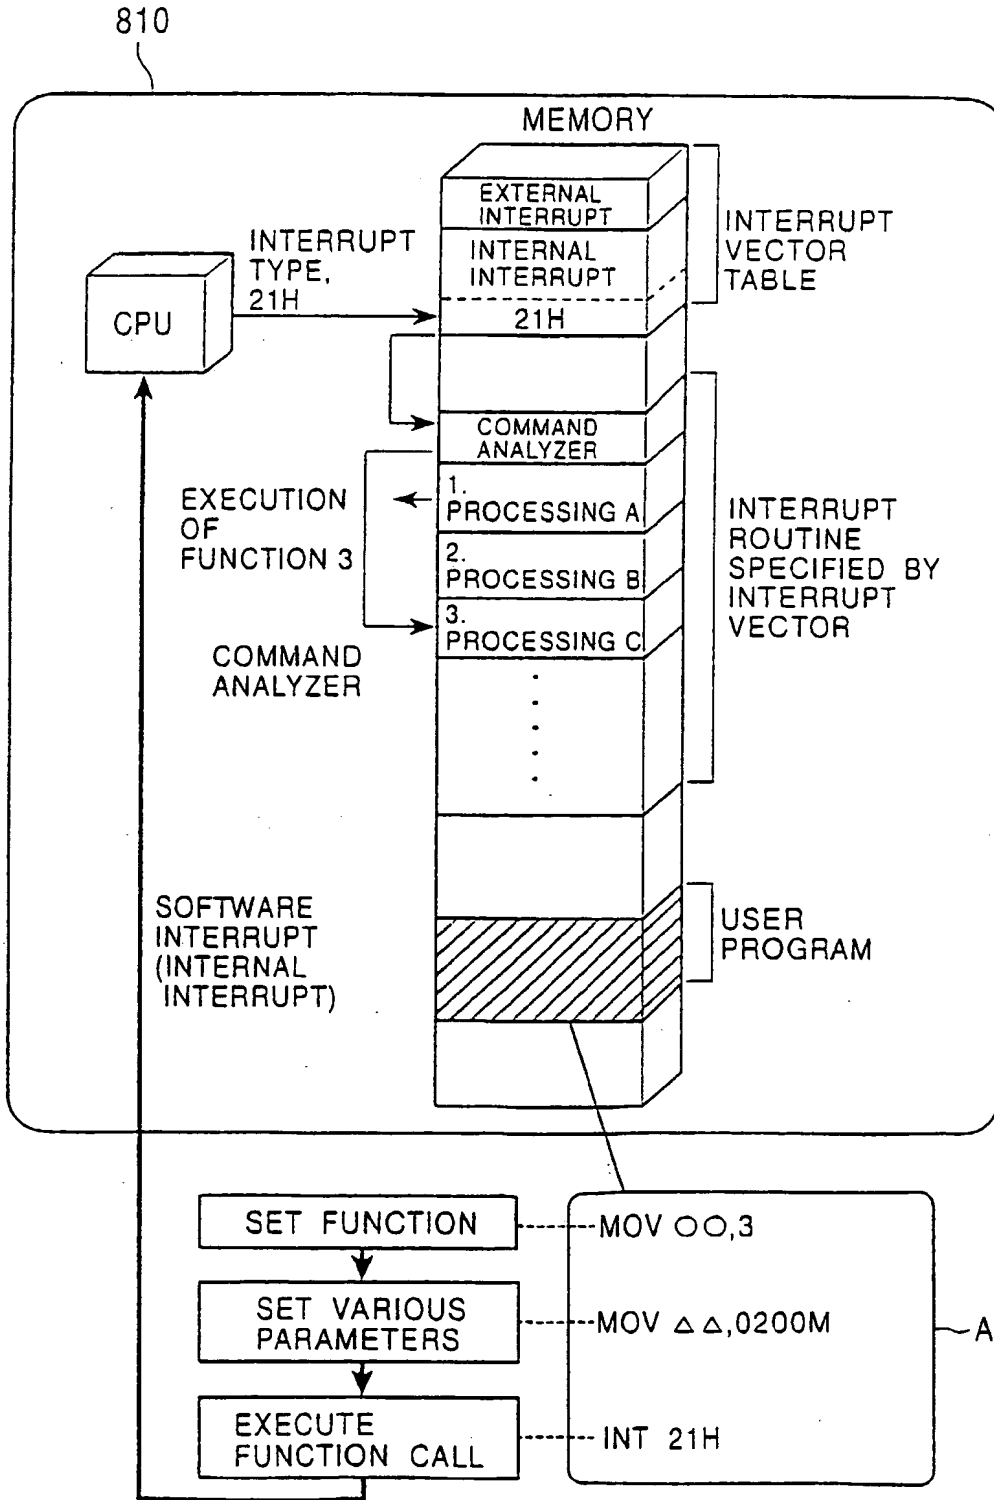 810
MEMORY
EXTERNAL
INTERRUPT
INTERNAL
INTERRUPT
21H
INTERRUPT
VECTOR
TABLE
INTERRUPT
TYPE,
21H
CPU
COMMAND
ANALYZER
1.
PROCESSING A
2.
PROCESSING B
3.
PROCESSING C
EXECUTION
OF
FUNCTION 3
COMMAND
ANALYZER
INTERRUPT
ROUTINE
SPECIFIED BY
INTERRUPT
VECTOR
SOFTWARE
INTERRUPT
(INTERNAL
INTERRUPT)
USER
PROGRAM
SET FUNCTION
MOV ○○,3
SET VARIOUS
PARAMETERS
MOV △△,0200M
A
EXECUTE
FUNCTION CALL
INT 21H